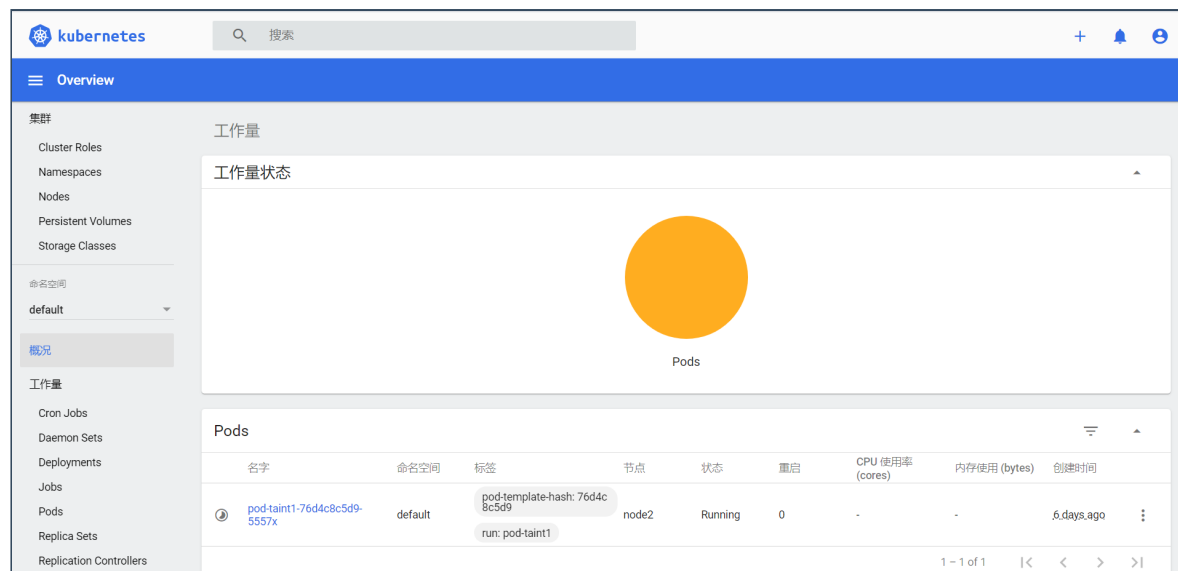 kubernetes
搜索
Overview
集群
Cluster Roles
Namespaces
Nodes
Persistent Volumes
Storage Classes
命名空间
default
概况
工作量
Cron Jobs
Daemon Sets
Deployments
Jobs
Pods
Replica Sets
Replication Controllers
工作量
工作量状态
Pods
Pods
名字 命名空间 标签 节点 状态 重启 CPU 使用率 (cores) 内存使用 (bytes) 创建时间
pod-taint1-76d4c8c5d9-
5557x
default
pod-template-hash: 76d4c
8c5d9
run: pod-taint1
node2
Running
0
-
-
6 days ago
1 – 1 of 1